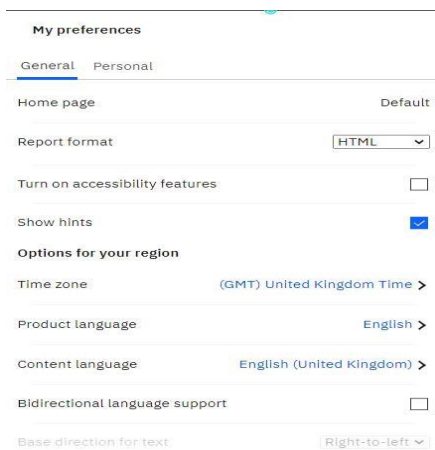 My preferences
General Personal
Home page Default
Report format HTML
Turn on accessibility features
Show hints
Options for your region
Time zone (GMT) United Kingdom Time >
Product language English >
Content language English (United Kingdom) >
Bidirectional language support
Base direction for text Right-to-left